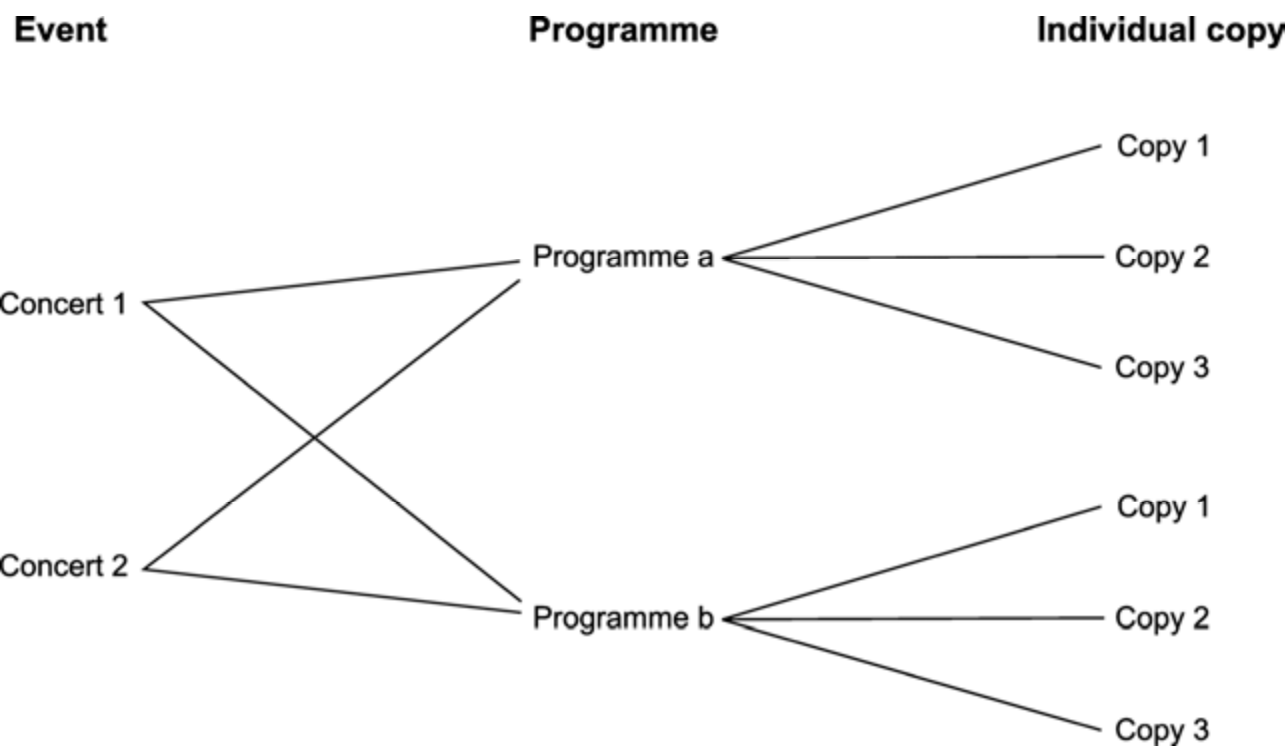 Event Programme Individual copy
Copy 1
Programme a Copy 2
Concert 1
Copy 3
Copy 1
Concert 2
Programme b Copy 2
Copy 3